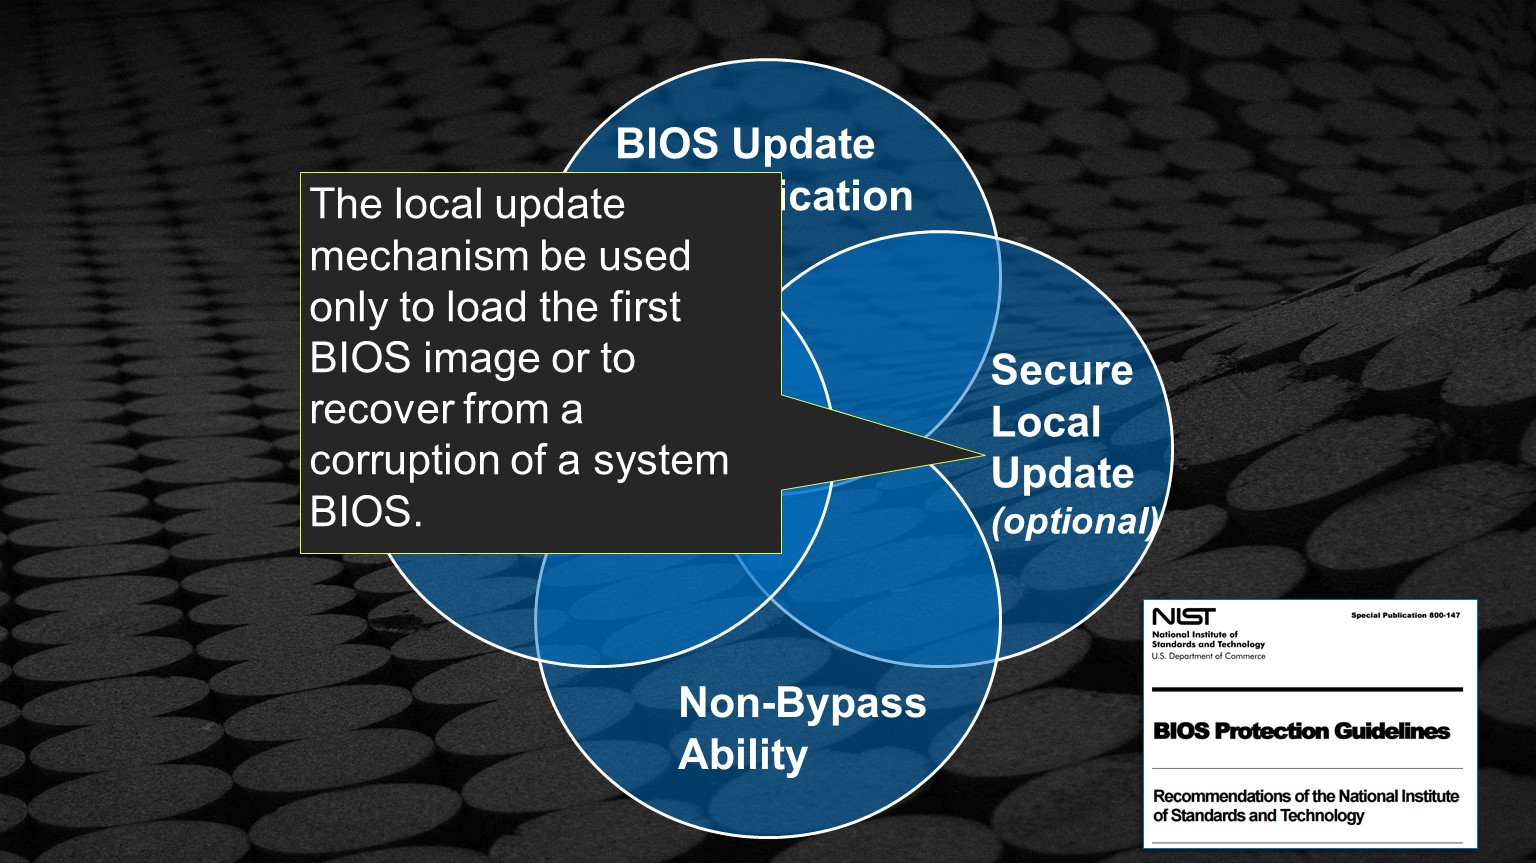 BIOS Update
ication
The local update
mechanism be used
only to load the first
BIOS image or to
recover from a
corruption of a system
BIOS.
Secure
Local
Update
(optional)
Non-Bypass
Ability
NIST
National Institute of
Standards and Technology
U.S. Department of Commerce
Special Publication 800-147
BIOS Protection Guidelines
Recommendations of the National Institute
of Standards and Technology